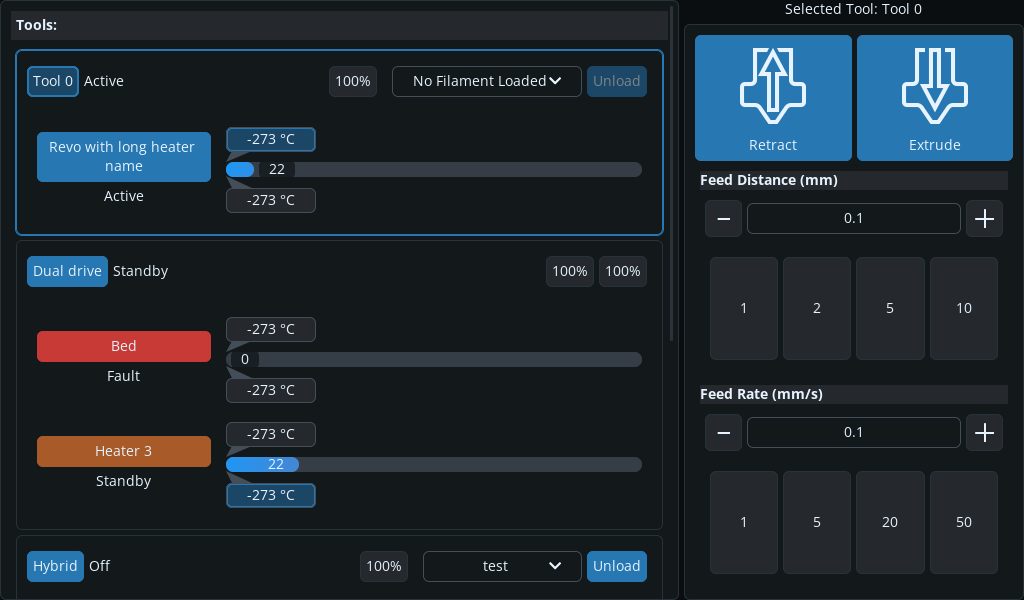 Tools:
Tool 0 Active 100% No Filament Loaded Unload
Revo with long heater
name
Active
-273 °C
22
-273 °C
Dual drive Standby 100% 100%
Bed
Fault
-273 °C
0
-273 °C
Heater 3
Standby
-273 °C
22
-273 °C
Hybrid Off 100% test Unload
Selected Tool: Tool 0
Retract Extrude
Feed Distance (mm)
0.1
1 2 5 10
Feed Rate (mm/s)
0.1
1 5 20 50